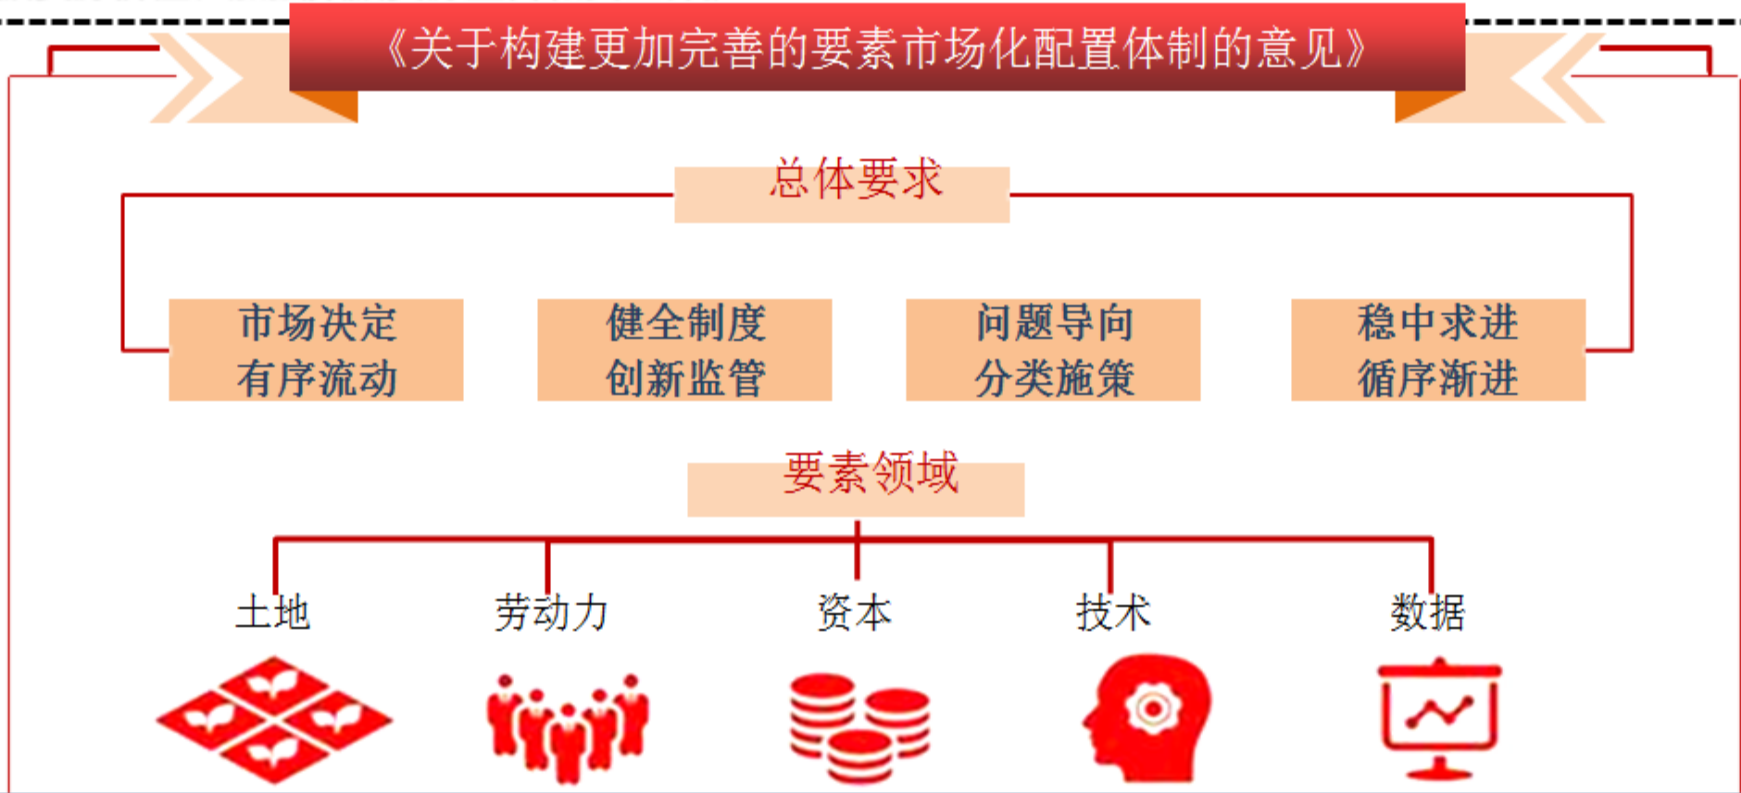 《关于构建更加完善的要素市场化配置体制的意见》
总体要求
市场决定
有序流动
健全制度
创新监管
问题导向
分类施策
稳中求进
循序渐进
要素领域
土地
劳动力
资本
技术
数据